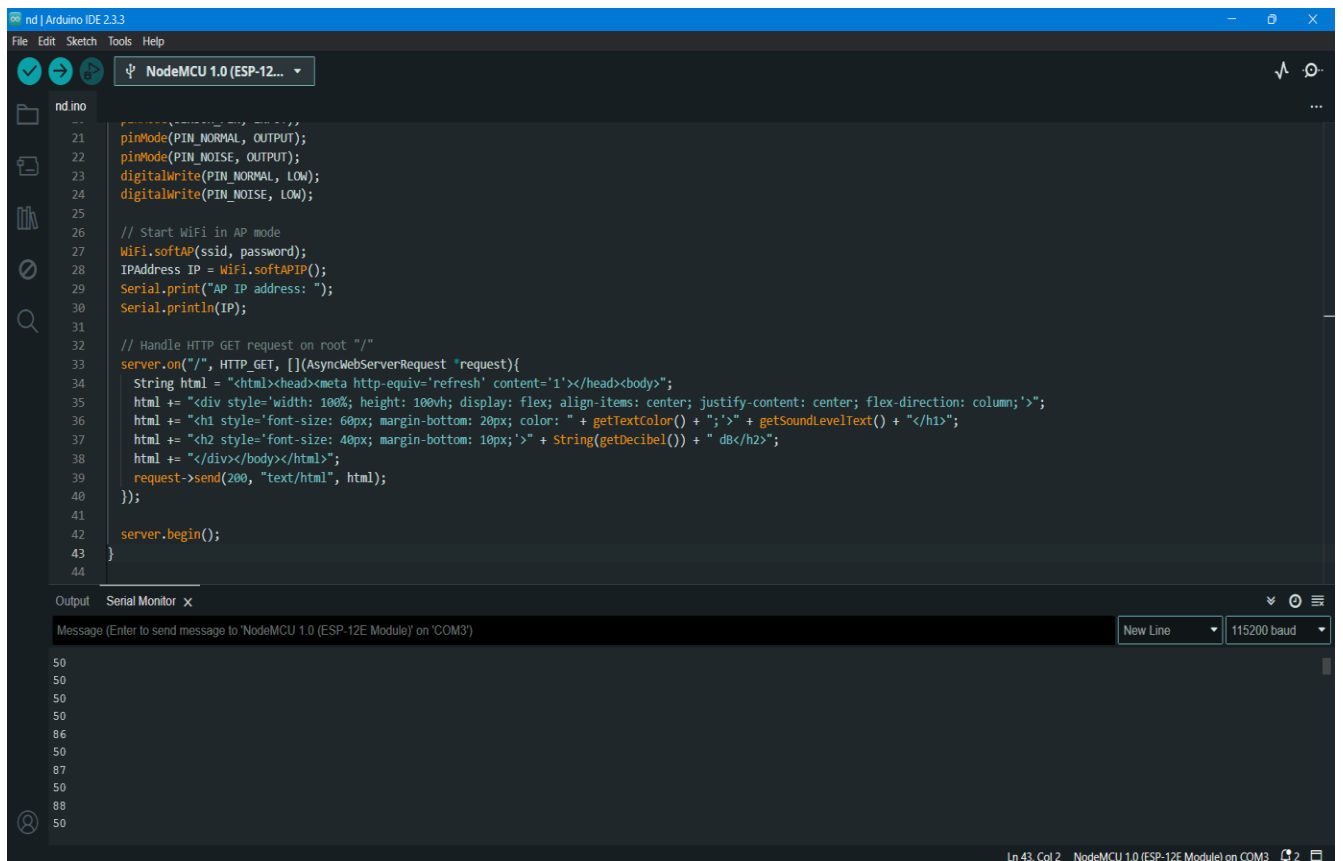 nd | Arduino IDE 2.3.3
File Edit Sketch Tools Help
NodeMCU 1.0 (ESP-12...
nd.ino
...
21 pinMode(PIN_NORMAL, OUTPUT);
22 pinMode(PIN_NOISE, OUTPUT);
23 digitalWrite(PIN_NORMAL, LOW);
24 digitalWrite(PIN_NOISE, LOW);
25
26 // Start WiFi in AP mode
27 WiFi.softAP(ssid, password);
28 IPAddress IP = WiFi.softAPIP();
29 Serial.print("AP IP address: ");
30 Serial.println(IP);
31
32 // Handle HTTP GET request on root "/"
33 server.on("/", HTTP_GET, [](AsyncWebServerRequest *request){
34 String html = "<html><head><meta http-equiv='refresh' content='1'></head><body>";
35 html += "<div style='width: 100%; height: 100vh; display: flex; align-items: center; justify-content: center; flex-direction: column;'>";
36 html += "<h1 style='font-size: 60px; margin-bottom: 20px; color: " + getTextColor() + ";'>" + getSoundLevelText() + "</h1>";
37 html += "<h2 style='font-size: 40px; margin-bottom: 10px;'>" + String(getDecibel()) + " dB</h2>";
38 html += "</div></body></html>";
39 request->send(200, "text/html", html);
40 });
41
42 server.begin();
43 }
44
Output Serial Monitor
Message (Enter to send message to 'NodeMCU 1.0 (ESP-12E Module)' on 'COM3')
New Line 115200 baud
50
50
50
50
86
50
87
50
88
50
Ln 43, Col 2 NodeMCU 1.0 (ESP-12E Module) on COM3 2